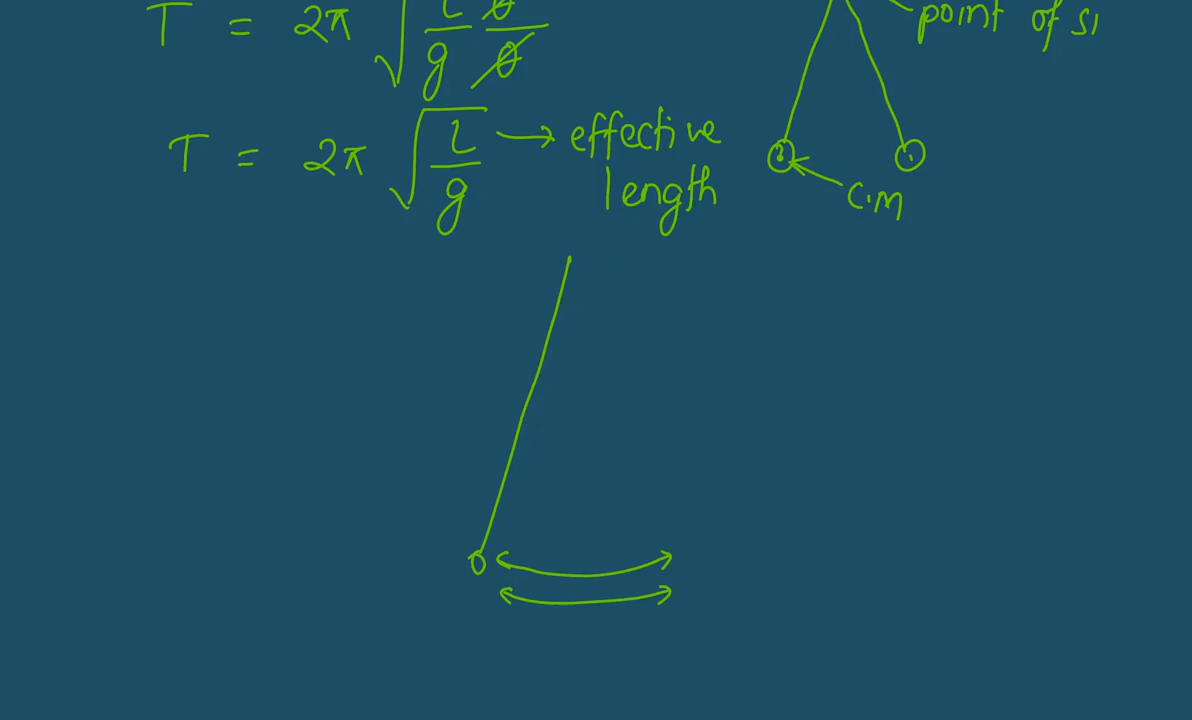 T = 2π √ l/g θ/θ
point of
T = 2π √ l/g → effective
length
C.M